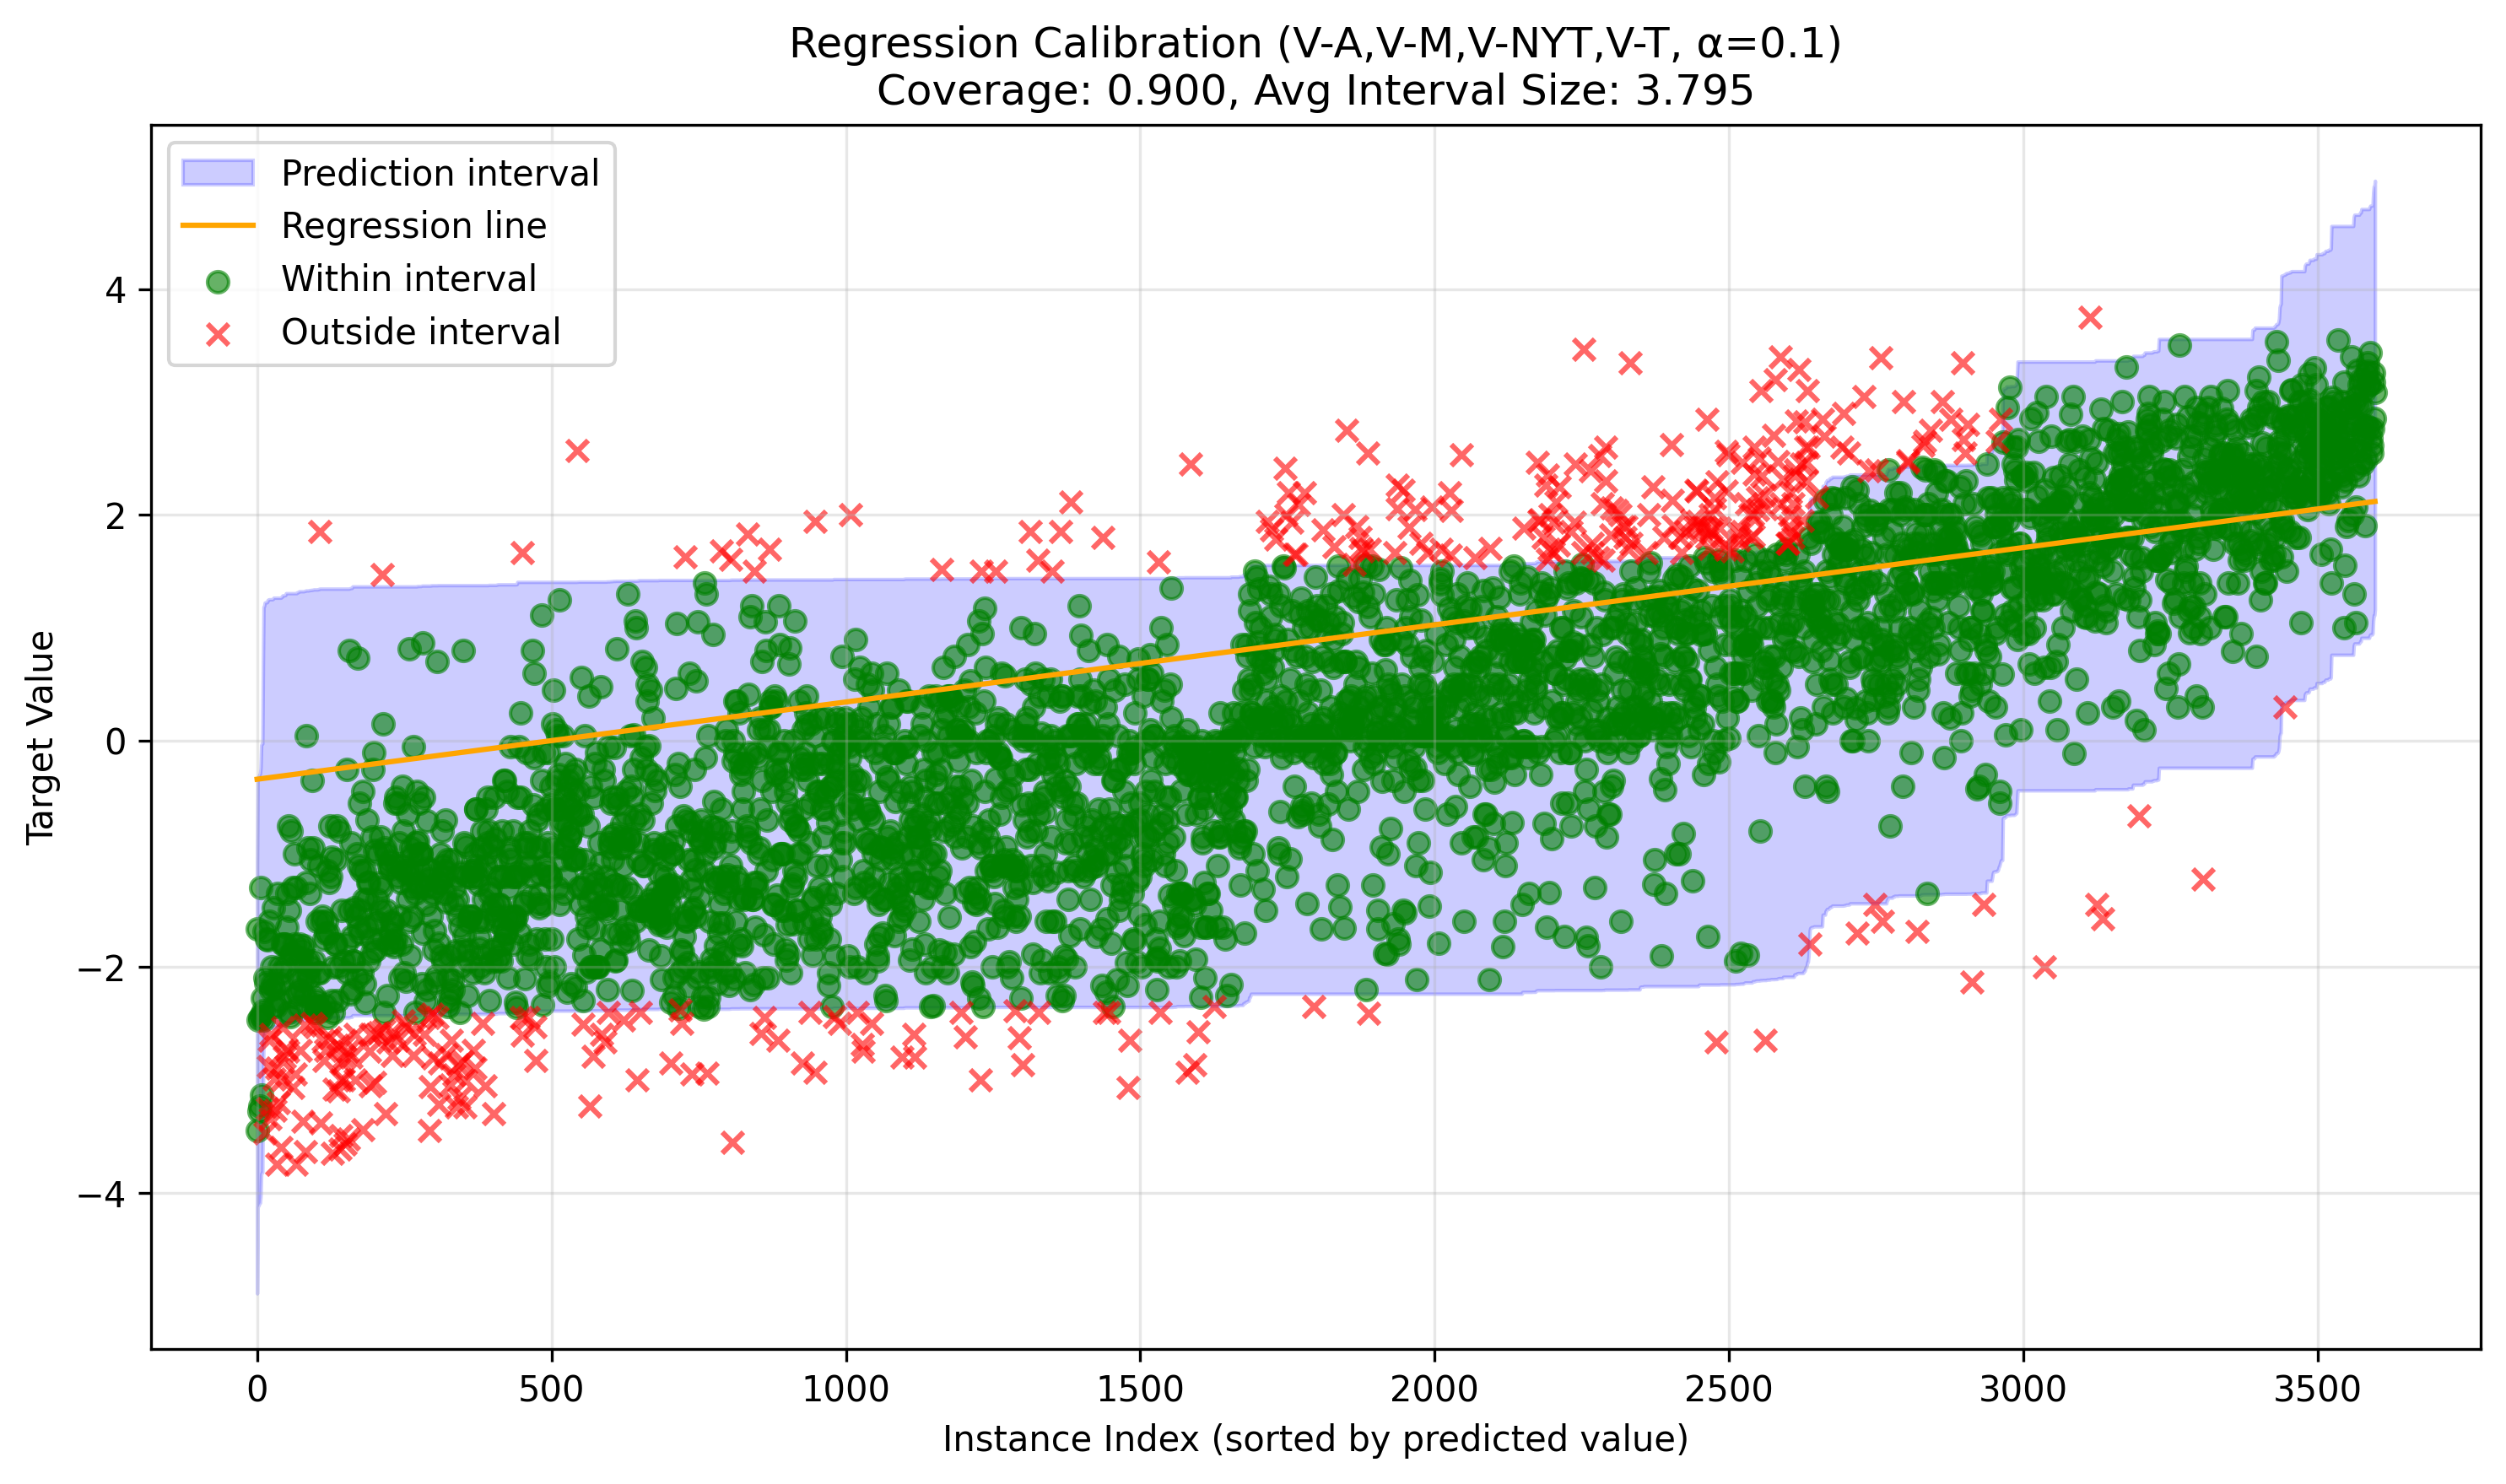 Regression Calibration (V-A,V-M,V-NYT,V-T, α=0.1)
Coverage: 0.900, Avg Interval Size: 3.795
Prediction interval
Regression line
Within interval
Outside interval
Target Value
4
2
0
−2
−4
0 500 1000 1500 2000 2500 3000 3500
Instance Index (sorted by predicted value)